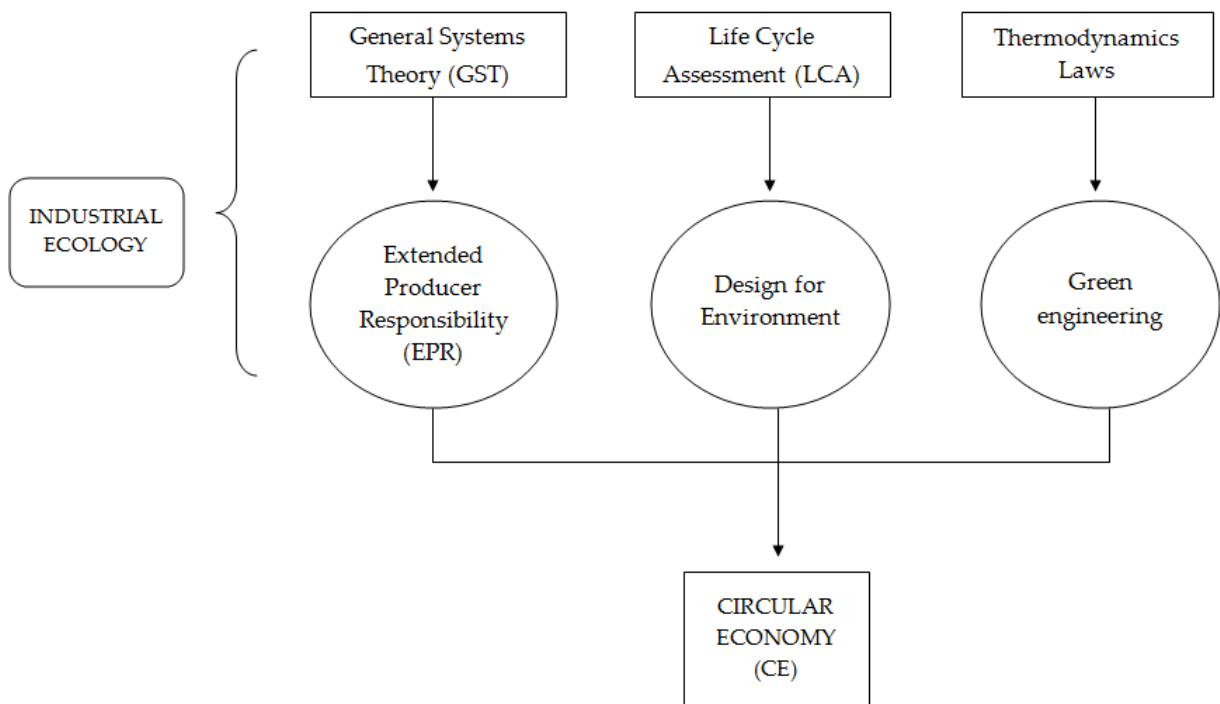 General Systems
Theory (GST)
Life Cycle
Assessment (LCA)
Thermodynamics
Laws
INDUSTRIAL
ECOLOGY
Extended
Producer
Responsibility
(EPR)
Design for
Environment
Green
engineering
CIRCULAR
ECONOMY
(CE)